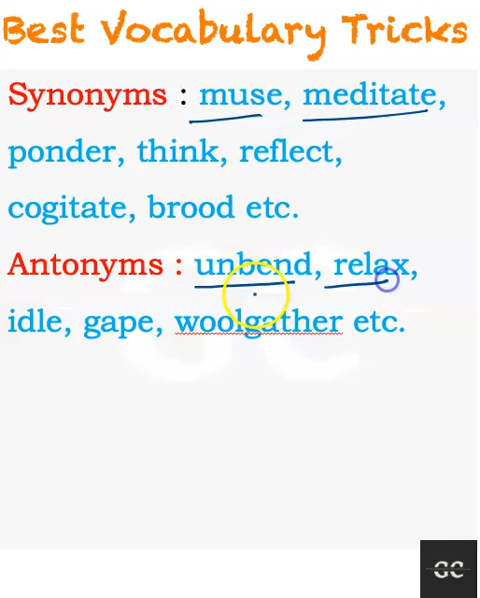 Best Vocabulary Tricks
Synonyms : muse, meditate,
ponder, think, reflect,
cogitate, brood etc.
Antonyms : unbend, relax,
idle, gape, woolgather etc.
GC